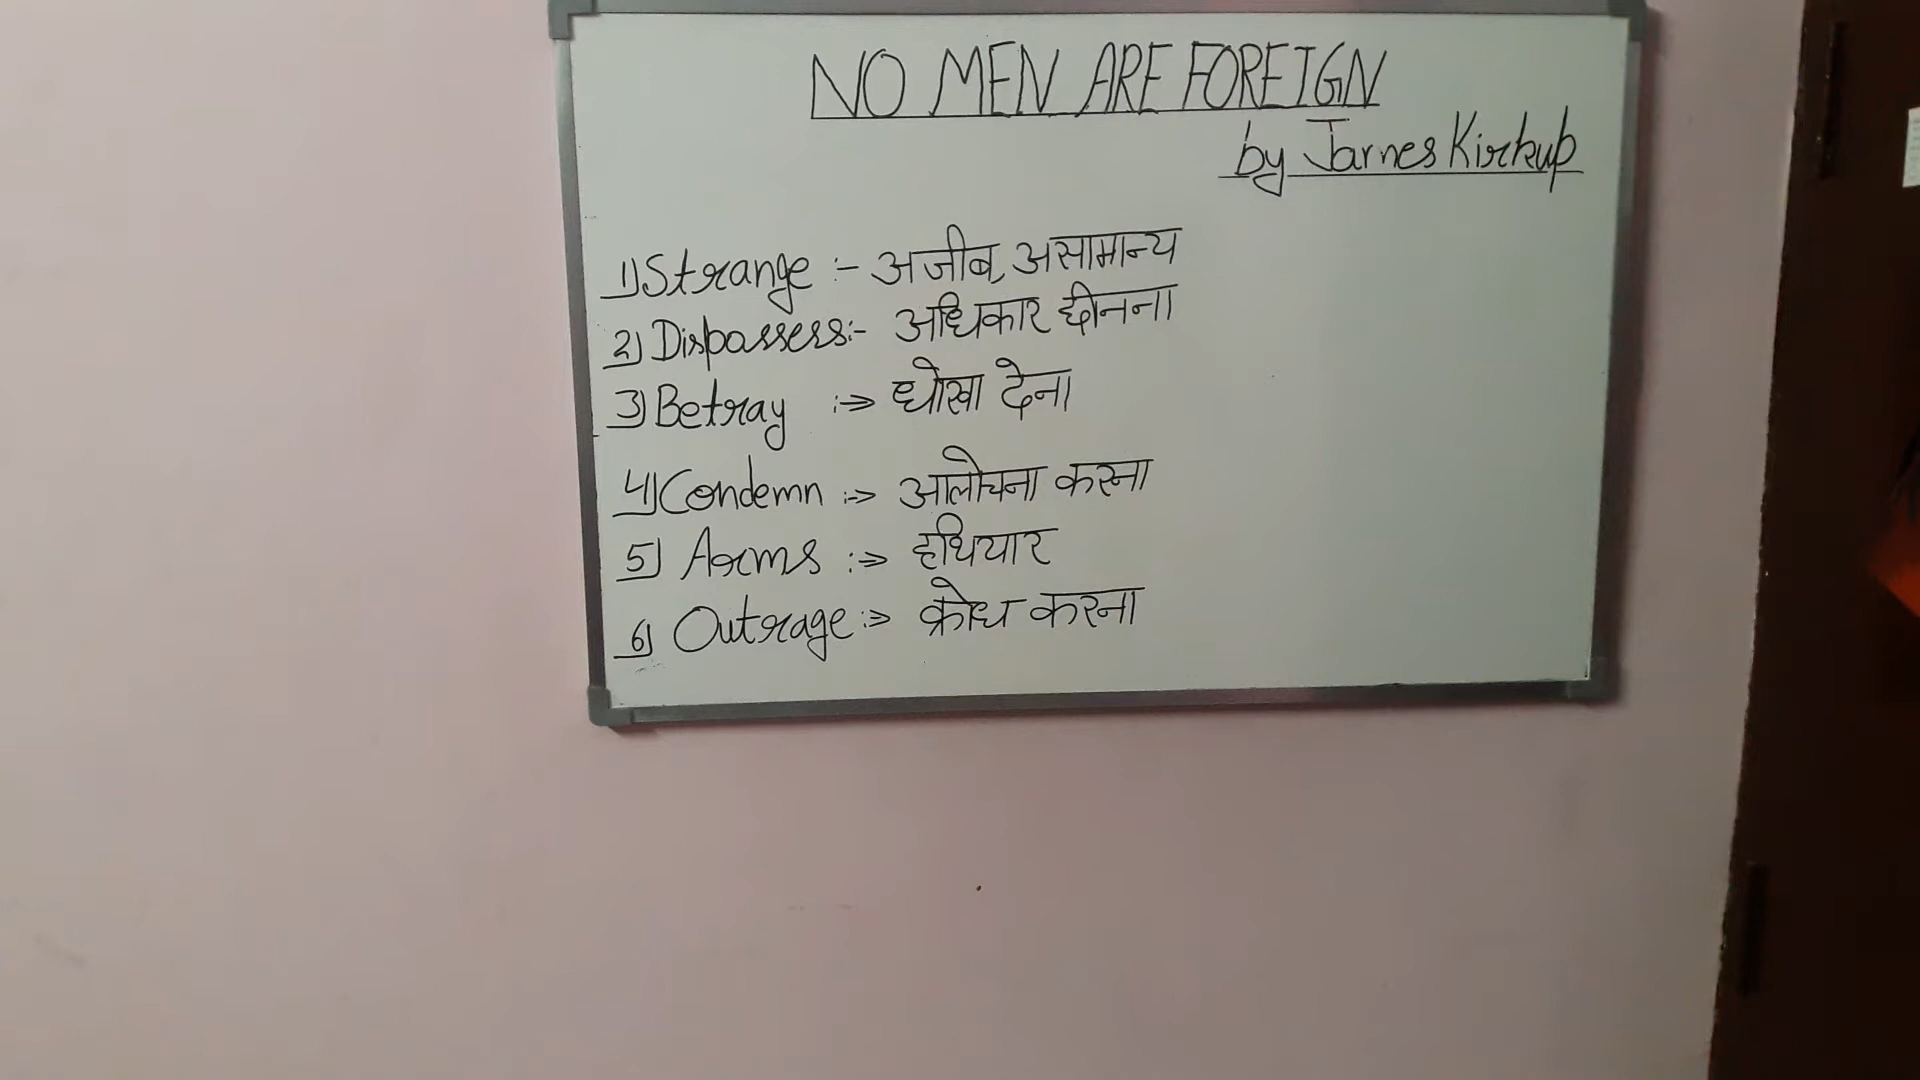 NO MEN ARE FOREIGN
by James Kirkup
1) Strange :- अजीब, असामान्य
2) Dispassess:- अधिकार छीनना
3) Betray :-> धोखा देना
4) Condemn :-> आलोचना करना
5) Arms :-> हथियार
6) Outrage :-> क्रोध करना